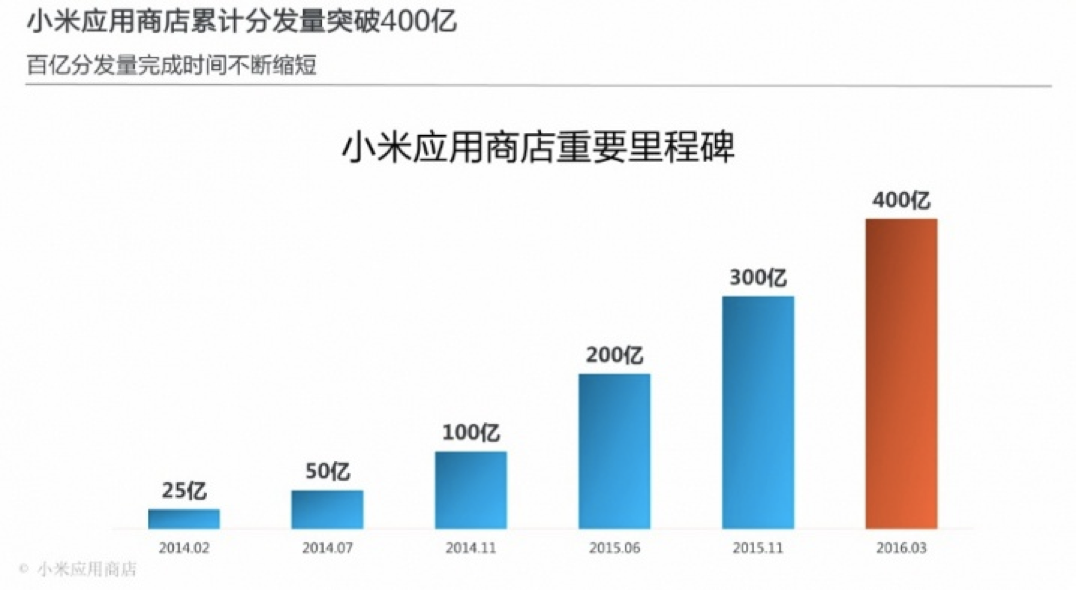 小米应用商店累计分发量突破400亿
百亿分发量完成时间不断缩短
小米应用商店重要里程碑
25亿
50亿
100亿
200亿
300亿
400亿
2014.02
2014.07
2014.11
2015.06
2015.11
2016.03
© 小米应用商店